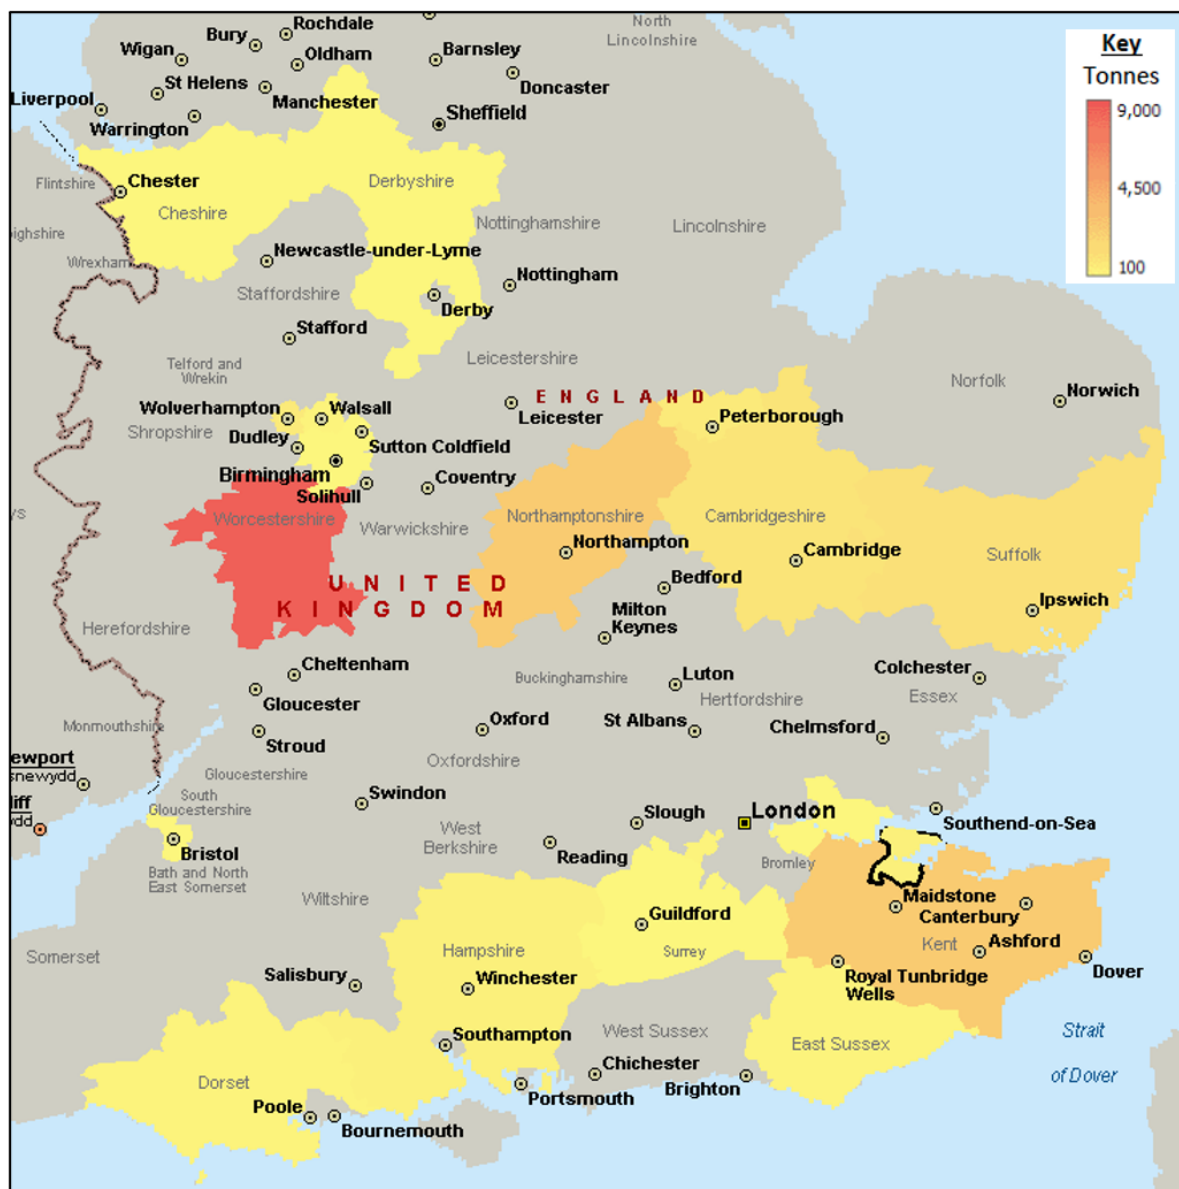 Key
Tonnes
9,000
4,500
100
North
Lincolnshire
Rochdale
Bury
Wigan
Oldham
Barnsley
St Helens
Doncaster
Liverpool
Manchester
Sheffield
Warrington
Flintshire
Chester
Derbyshire
Cheshire
Nottinghamshire
Lincolnshire
ighshire
Wrexham
Newcastle-under-Lyme
Nottingham
Staffordshire
Derby
Stafford
Leicestershire
Telford and
Wrekin
Norfolk
Norwich
ENGLAND
Wolverhampton
Walsall
Leicester
Peterborough
Shropshire
Dudley
Sutton Coldfield
Birmingham
Coventry
Solihull
ys
Worcestershire
Warwickshire
Northamptonshire
Cambridgeshire
Northampton
Cambridge
Suffolk
UNITED
KINGDOM
Bedford
Milton
Keynes
Ipswich
Herefordshire
Cheltenham
Buckinghamshire
Luton
Hertfordshire
Colchester
Essex
Gloucester
Monmouthshire
Oxford
St Albans
Chelmsford
Stroud
ewport
snewydd
Oxfordshire
Gloucestershire
South
Gloucestershire
Swindon
liff
ydd
Slough
London
Southend-on-Sea
West
Berkshire
Bristol
Reading
Bromley
Bath and North
East Somerset
Wiltshire
Maidstone
Canterbury
Guildford
Somerset
Hampshire
Surrey
Kent
Ashford
Dover
Salisbury
Winchester
Royal Tunbridge
Wells
Southampton
West Sussex
East Sussex
Strait
of Dover
Dorset
Chichester
Brighton
Portsmouth
Poole
Bournemouth